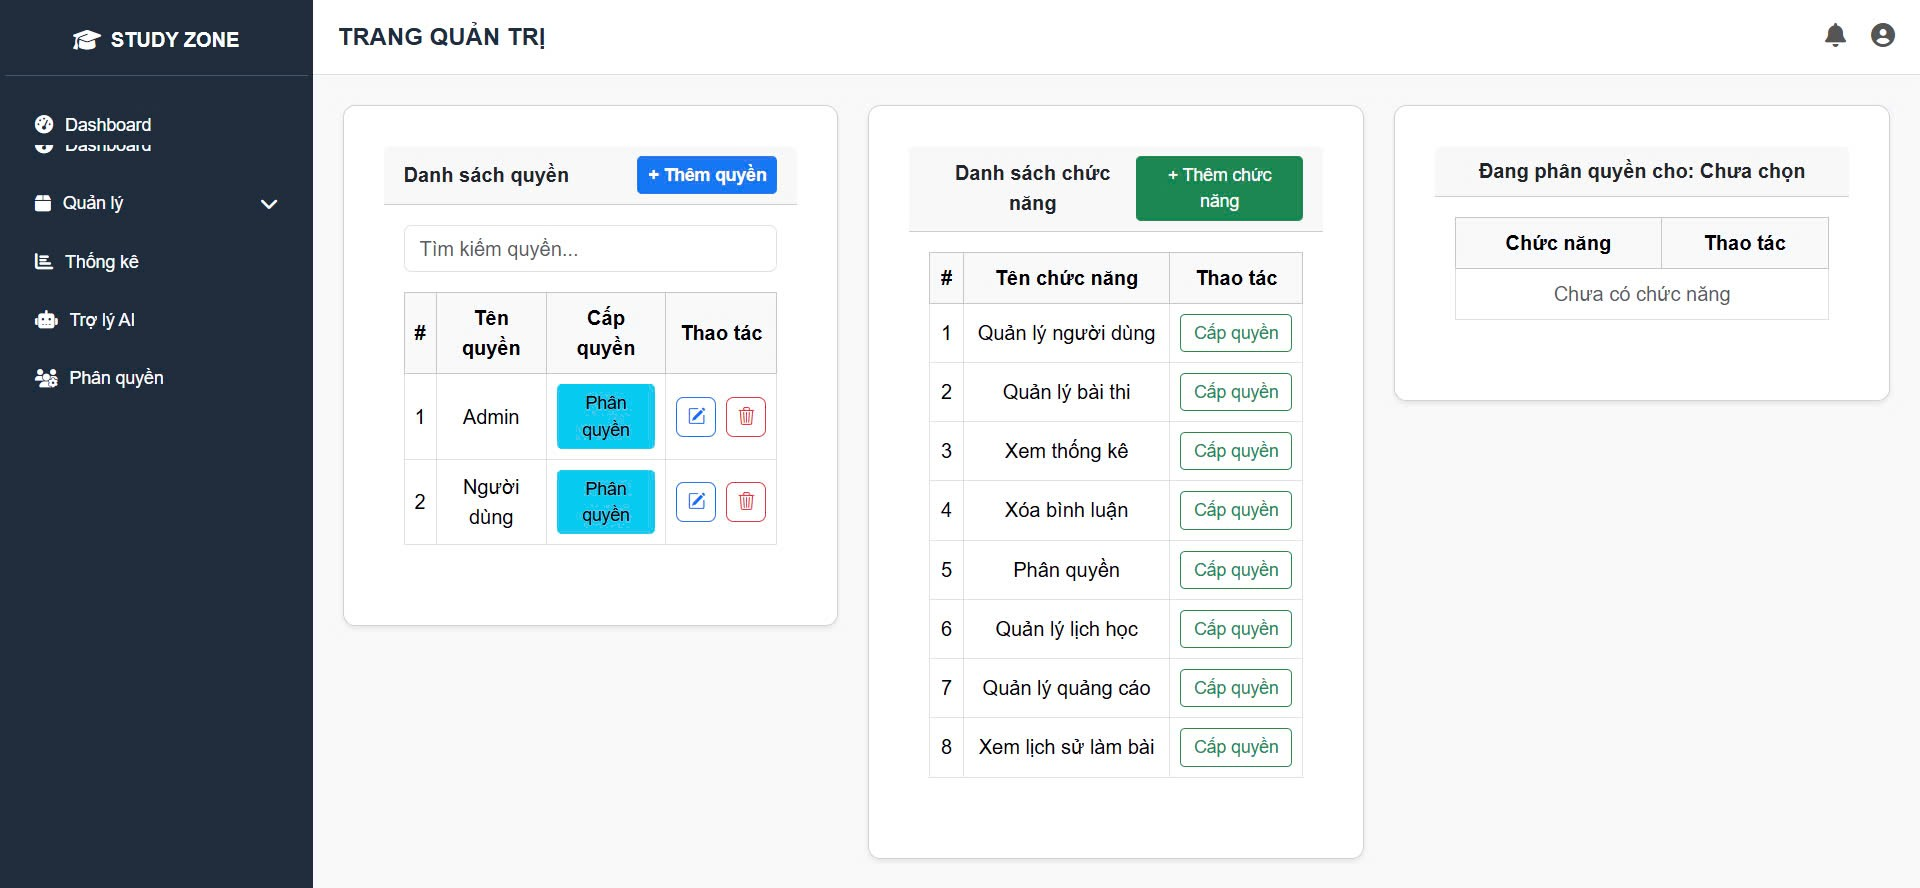 STUDY ZONE
Dashboard
Dashboard
Quản lý
Thống kê
Trợ lý AI
Phân quyền
TRANG QUẢN TRỊ
Danh sách quyền
+ Thêm quyền
Tìm kiếm quyền...
# Tên quyền Cấp quyền Thao tác
1 Admin Phân quyền
2 Người dùng Phân quyền
Danh sách chức năng
+ Thêm chức năng
# Tên chức năng Thao tác
1 Quản lý người dùng Cấp quyền
2 Quản lý bài thi Cấp quyền
3 Xem thống kê Cấp quyền
4 Xóa bình luận Cấp quyền
5 Phân quyền Cấp quyền
6 Quản lý lịch học Cấp quyền
7 Quản lý quảng cáo Cấp quyền
8 Xem lịch sử làm bài Cấp quyền
Đang phân quyền cho: Chưa chọn
Chức năng Thao tác
Chưa có chức năng